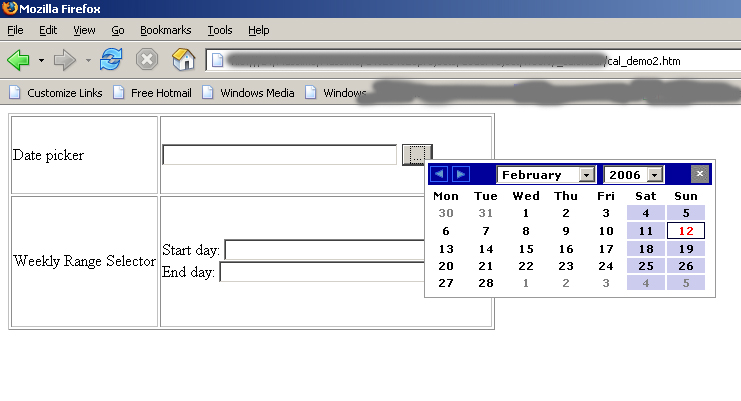 Mozilla Firefox
File Edit View Go Bookmarks Tools Help
/cal_demo2.htm
Customize Links Free Hotmail Windows Media Windows
Date picker
...
February 2006 ×
Mon Tue Wed Thu Fri Sat Sun
30 31 1 2 3 4 5
6 7 8 9 10 11 12
13 14 15 16 17 18 19
20 21 22 23 24 25 26
27 28 1 2 3 4 5
Weekly Range Selector
Start day:
End day: